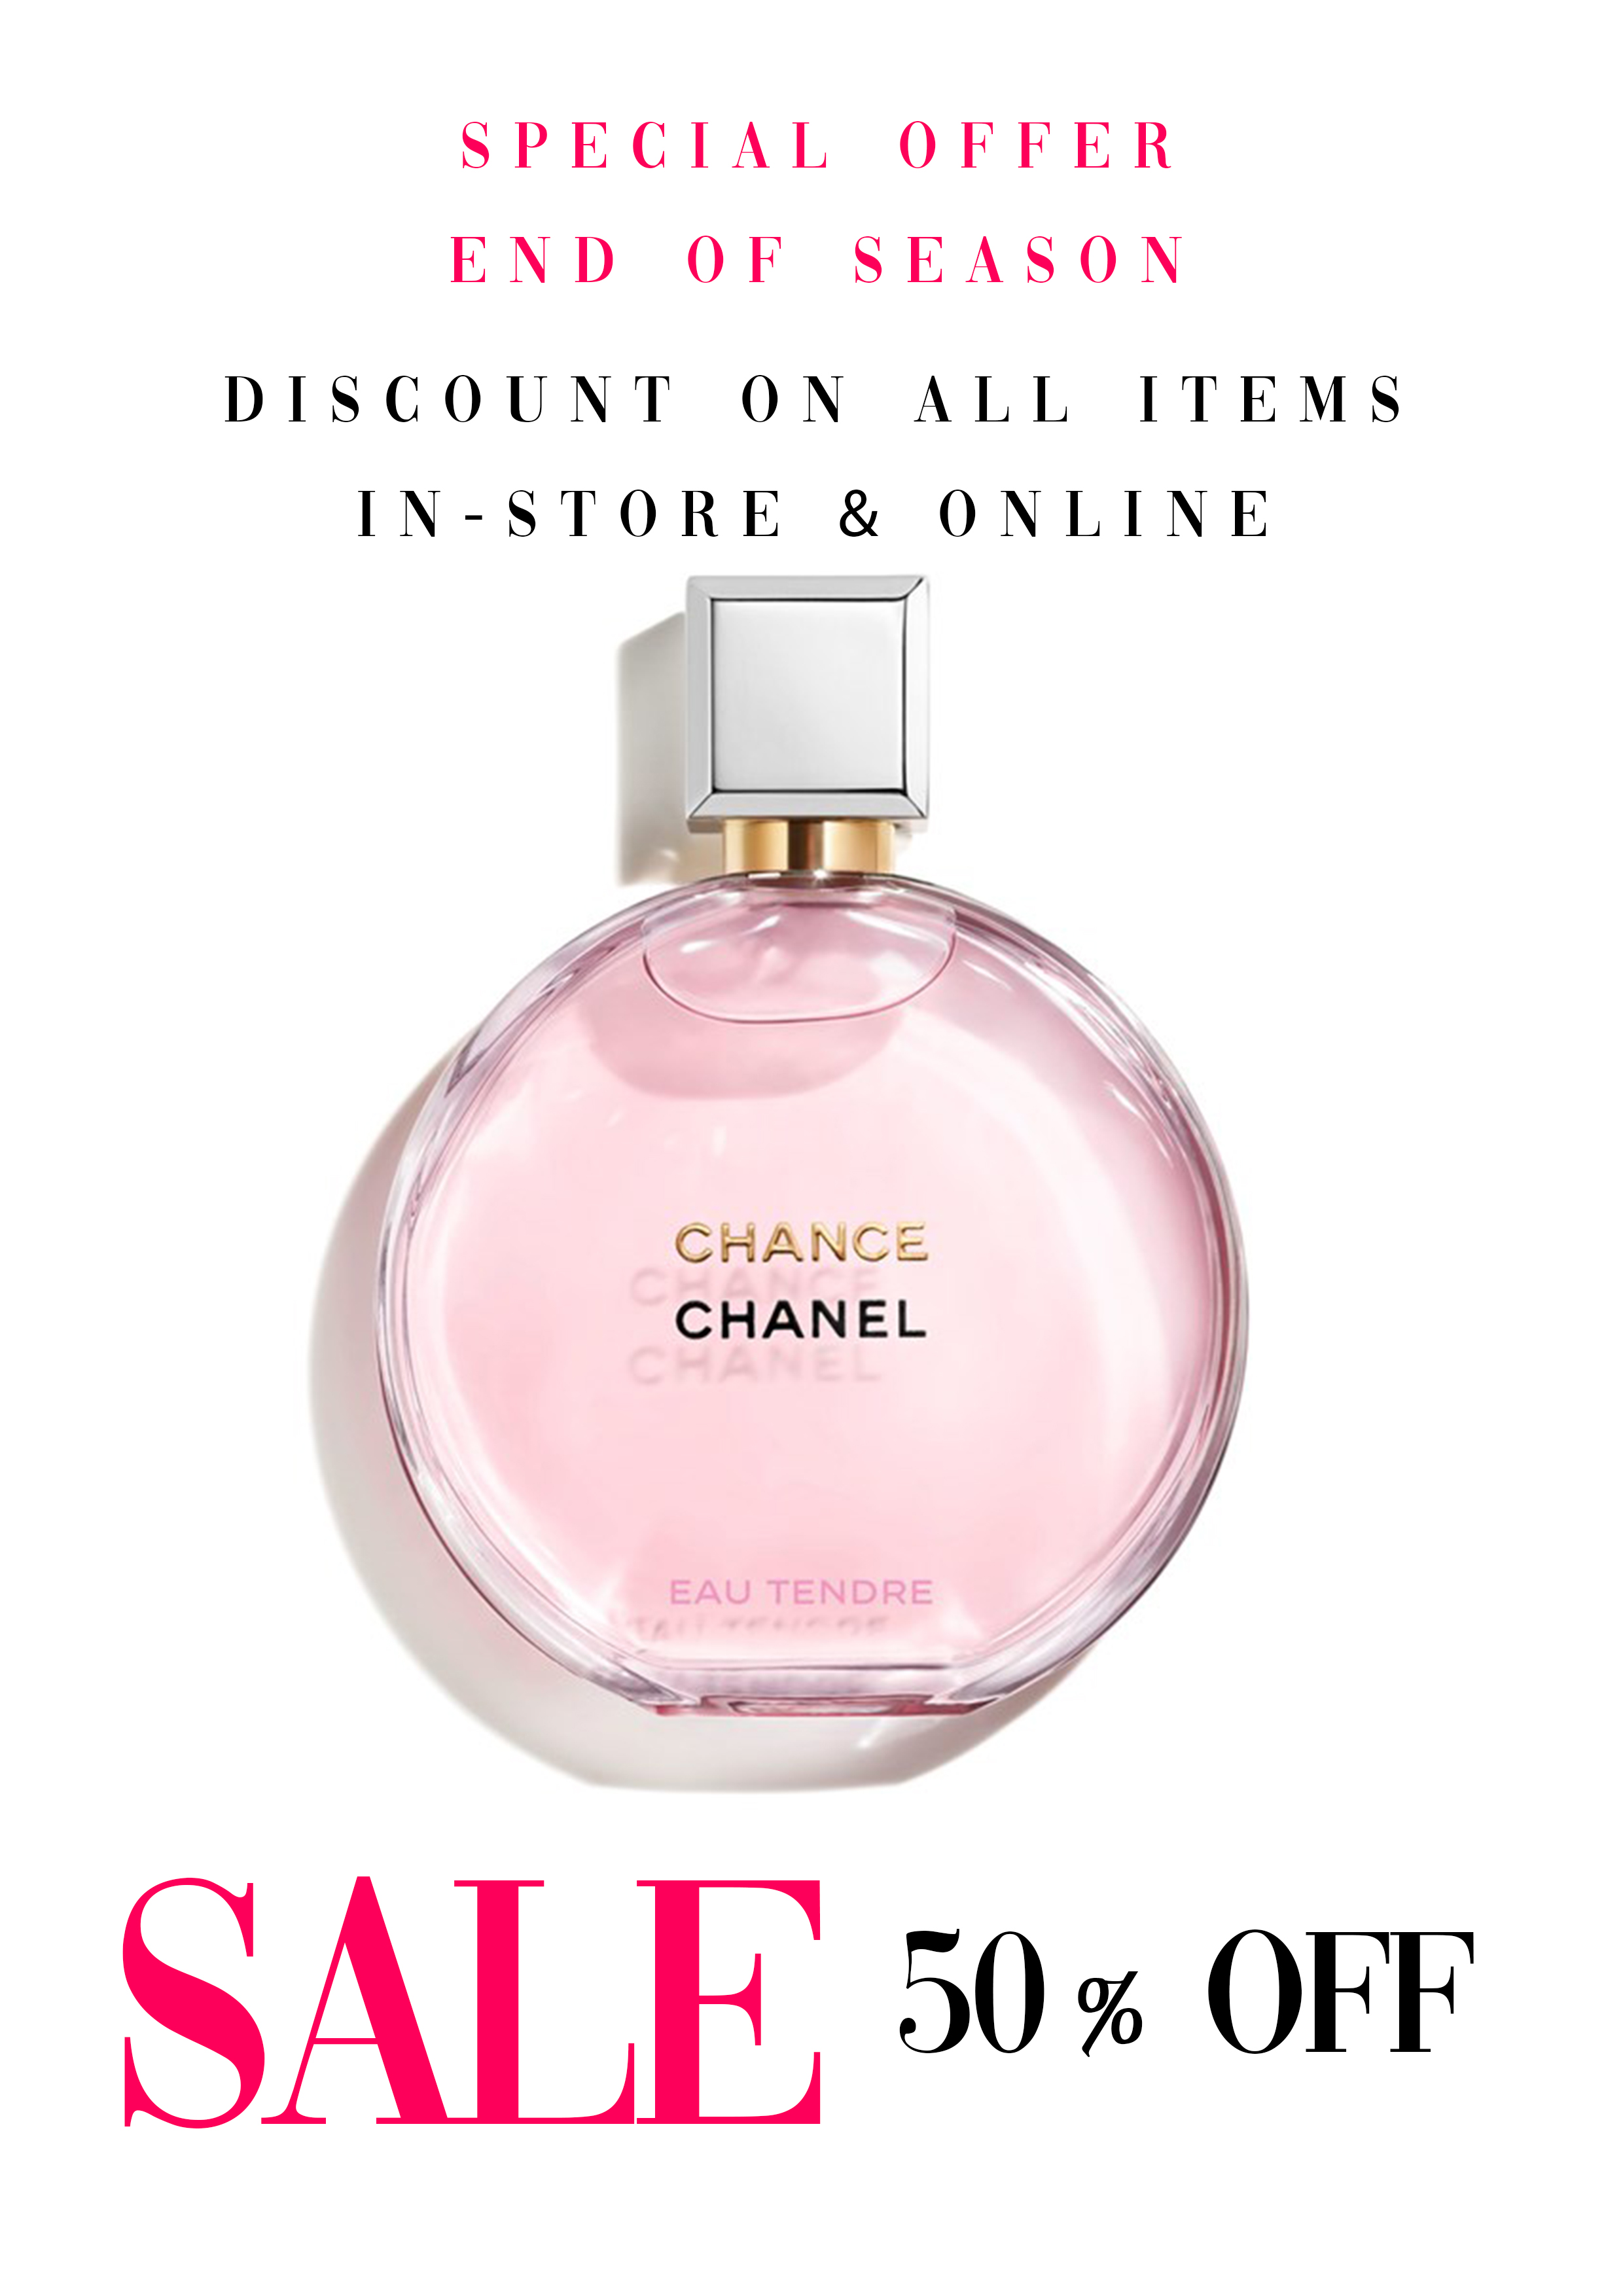 SPECIAL OFFER
END OF SEASON
DISCOUNT ON ALL ITEMS
IN-STORE & ONLINE
CHANCE
CHANEL
EAU TENDRE
SALE 50 % OFF